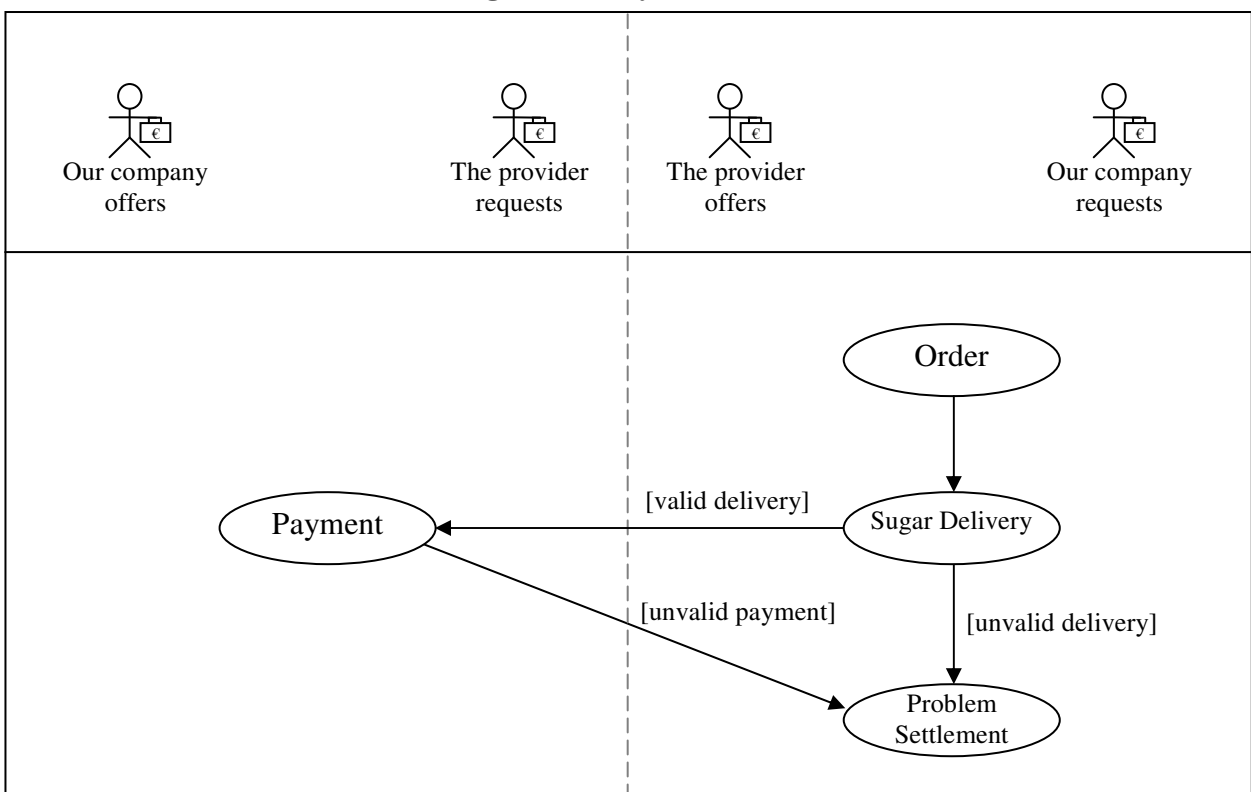 €
€
€
€
Our company
offers
The provider
requests
The provider
offers
Our company
requests
Order
[valid delivery]
Payment
Sugar Delivery
[unvalid payment]
[unvalid delivery]
Problem
Settlement